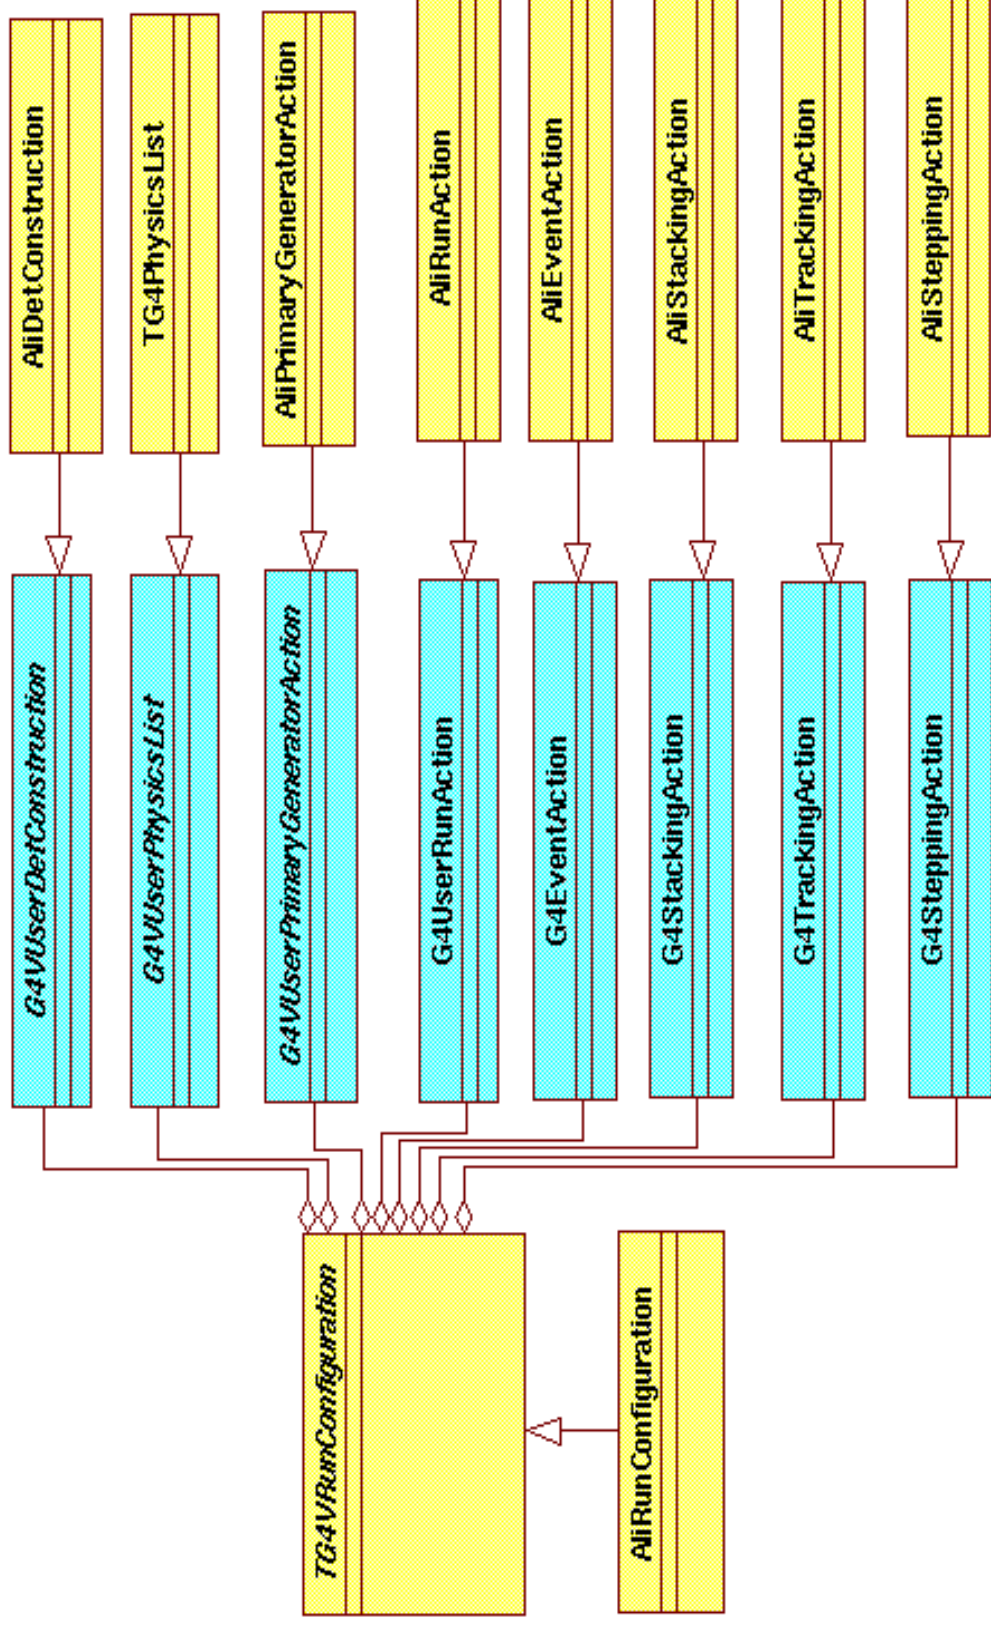 AliDetConstruction
TG4PhysicsList
AliPrimaryGeneratorAction
AliRunAction
AliEventAction
AliStackingAction
AliTrackingAction
AliSteppingAction
G4VUserDetConstruction
G4VUserPhysicsList
G4VUserPrimaryGeneratorAction
G4UserRunAction
G4EventAction
G4StackingAction
G4TrackingAction
G4SteppingAction
TG4VRunConfiguration
AliRunConfiguration